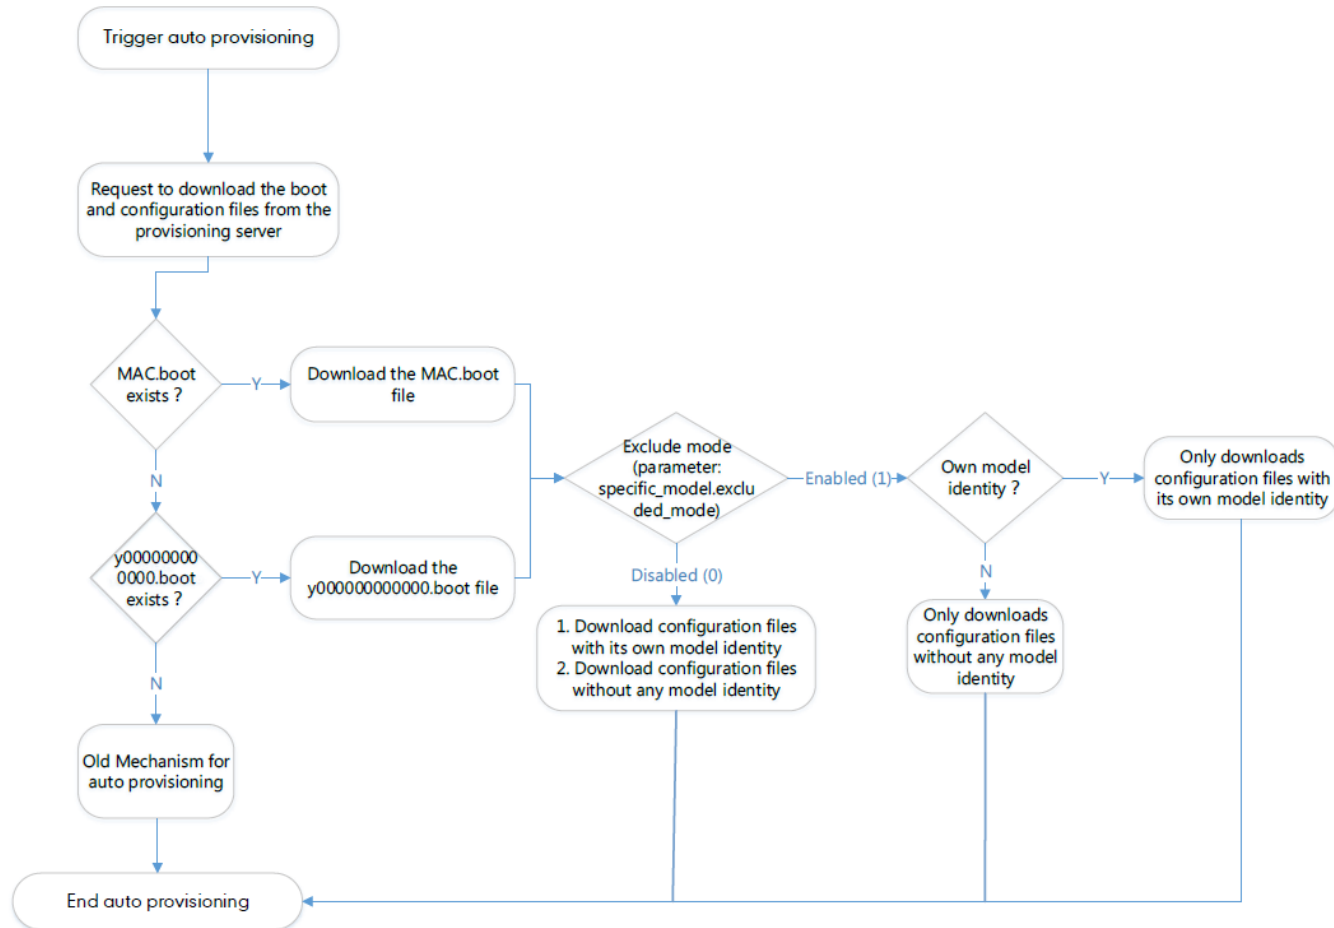 Trigger auto provisioning
Request to download the boot
and configuration files from the
provisioning server
MAC.boot
exists ?
Y
Download the MAC.boot
file
N
y00000000
0000.boot
exists ?
Y
Download the
y000000000000.boot file
N
Old Mechanism for
auto provisioning
End auto provisioning
Exclude mode
(parameter:
specific_model.exclu
ded_mode)
Enabled (1)
Disabled (0)
1. Download configuration files
with its own model identity
2. Download configuration files
without any model identity
Own model
identity ?
Y
Only downloads
configuration files with
its own model identity
N
Only downloads
configuration files
without any model
identity